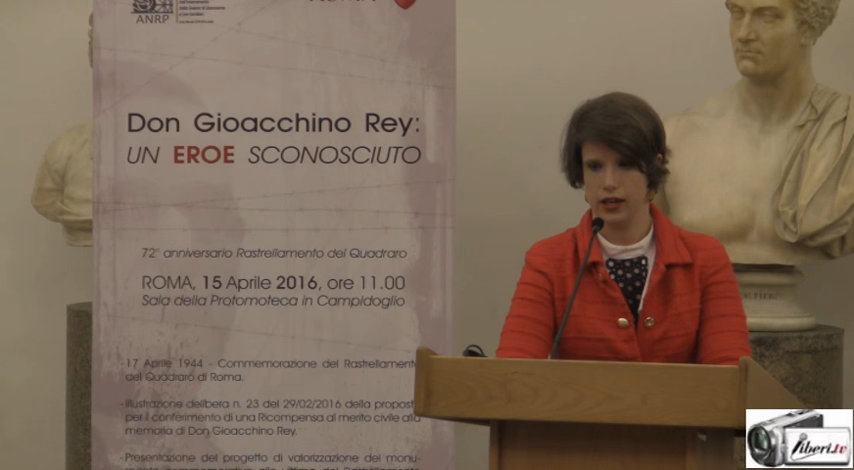 ANRP
Don Gioacchino Rey:
UN EROE SCONOSCIUTO
72° anniversario Rastrellamento del Quadraro
ROMA, 15 Aprile 2016, ore 11.00
Sala della Protomoteca in Campidoglio
17 Aprile 1944 - Commemorazione del Rastrellamento
del Quadraro di Roma.
Illustrazione delibera n. 23 del 29/02/2016 della propost
per il conferimento di una Ricompensa al merito civile alla
memoria di Don Gioacchino Rey.
Presentazione del progetto di valorizzazione del monu-
liberi.tv